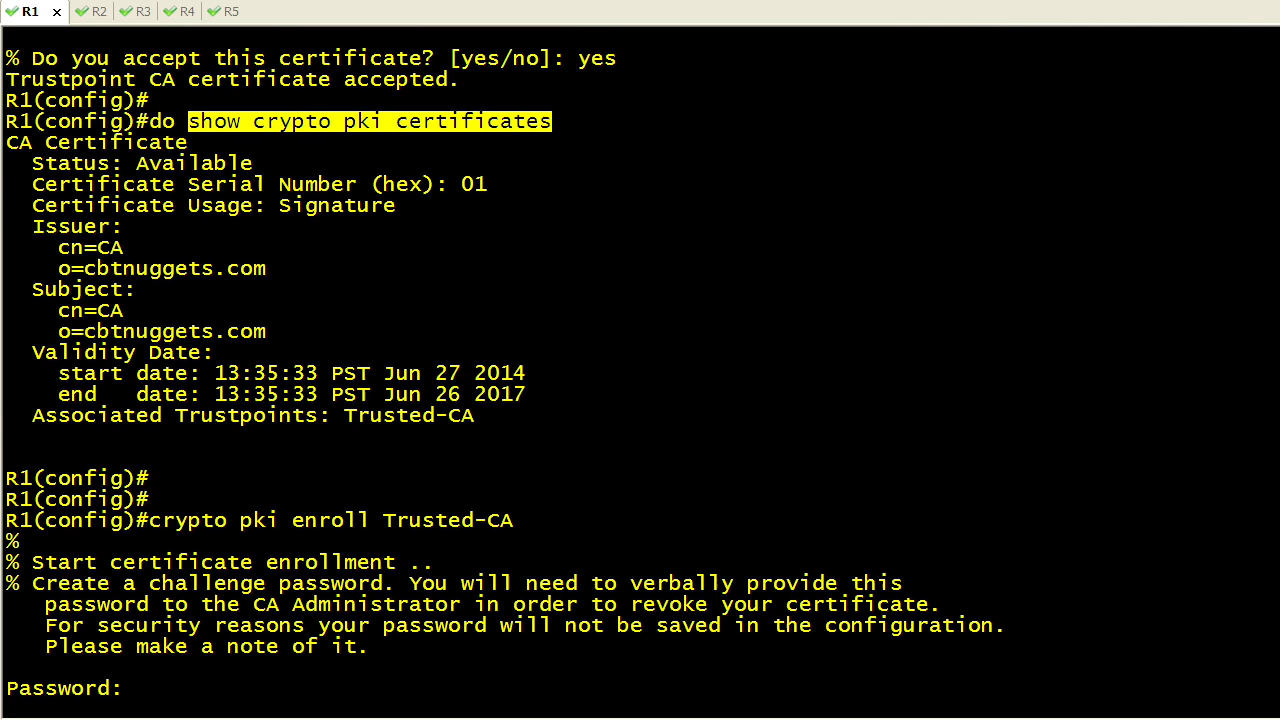 R1 x R2 R3 R4 R5
% Do you accept this certificate? [yes/no]: yes
Trustpoint CA certificate accepted.
R1(config)#
R1(config)#do show crypto pki certificates
CA Certificate
  Status: Available
  Certificate Serial Number (hex): 01
  Certificate Usage: Signature
  Issuer:
    cn=CA
    o=cbtnuggets.com
  Subject:
    cn=CA
    o=cbtnuggets.com
  Validity Date:
    start date: 13:35:33 PST Jun 27 2014
    end   date: 13:35:33 PST Jun 26 2017
  Associated Trustpoints: Trusted-CA
R1(config)#
R1(config)#
R1(config)#crypto pki enroll Trusted-CA
%
% Start certificate enrollment ..
% Create a challenge password. You will need to verbally provide this
   password to the CA Administrator in order to revoke your certificate.
   For security reasons your password will not be saved in the configuration.
   Please make a note of it.
Password: